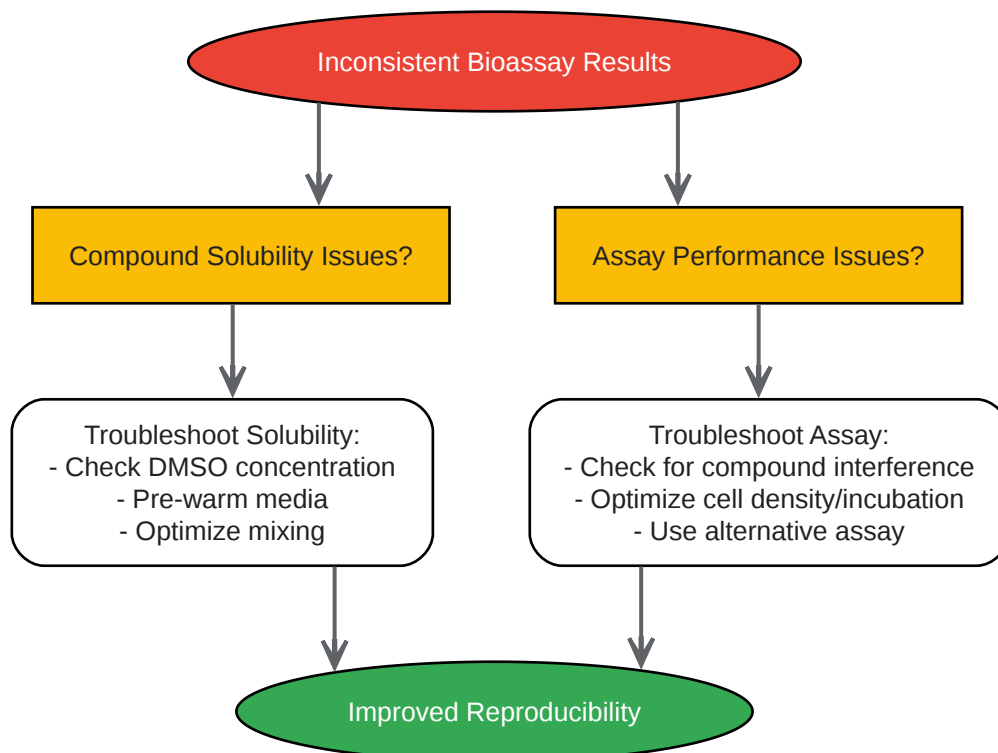 Inconsistent Bioassay Results
Compound Solubility Issues?
Assay Performance Issues?
Troubleshoot Solubility:
- Check DMSO concentration
- Pre-warm media
- Optimize mixing
Troubleshoot Assay:
- Check for compound interference
- Optimize cell density/incubation
- Use alternative assay
Improved Reproducibility